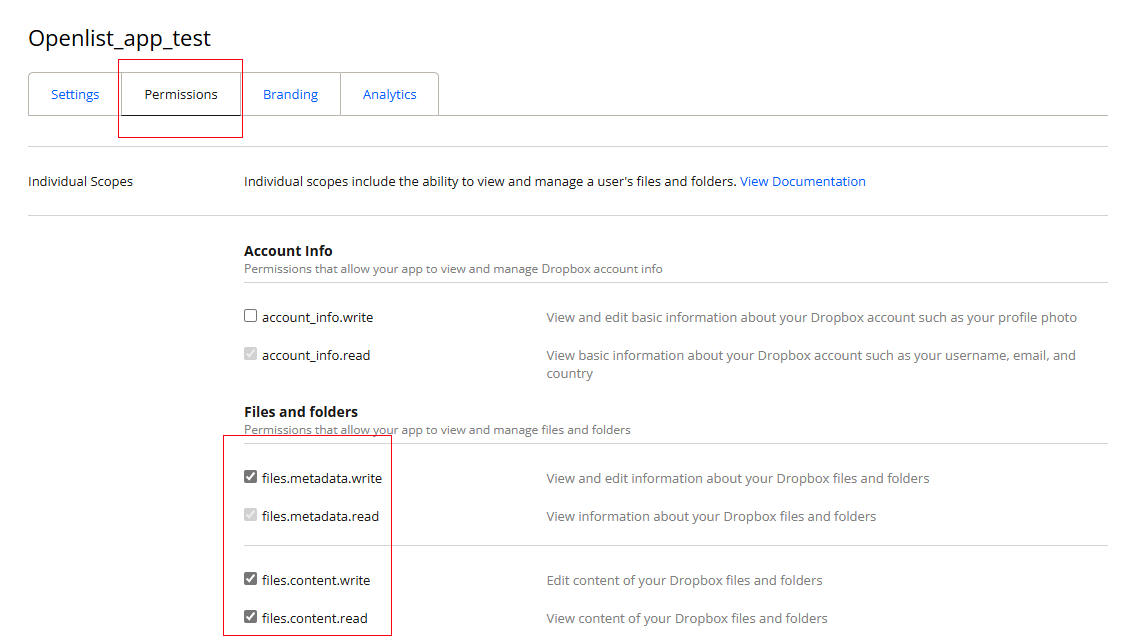 Openlist_app_test
Settings
Permissions
Branding
Analytics
Individual Scopes
Individual scopes include the ability to view and manage a user's files and folders. View Documentation
Account Info
Permissions that allow your app to view and manage Dropbox account info
account_info.write
View and edit basic information about your Dropbox account such as your profile photo
account_info.read
View basic information about your Dropbox account such as your username, email, and
country
Files and folders
Permissions that allow your app to view and manage files and folders
files.metadata.write
View and edit information about your Dropbox files and folders
files.metadata.read
View information about your Dropbox files and folders
files.content.write
Edit content of your Dropbox files and folders
files.content.read
View content of your Dropbox files and folders